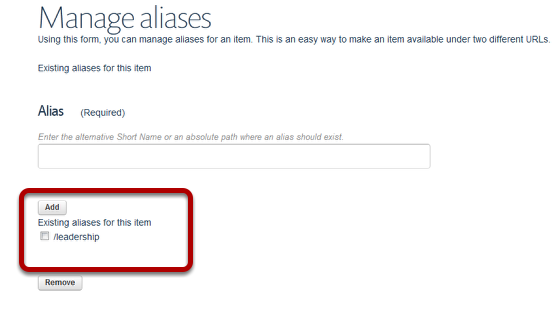 Manage aliases
Using this form, you can manage aliases for an item. This is an easy way to make an item available under two different URLs.
Existing aliases for this item
Alias (Required)
Enter the alternative Short Name or an absolute path where an alias should exist.
Add
Existing aliases for this item
/leadership
Remove